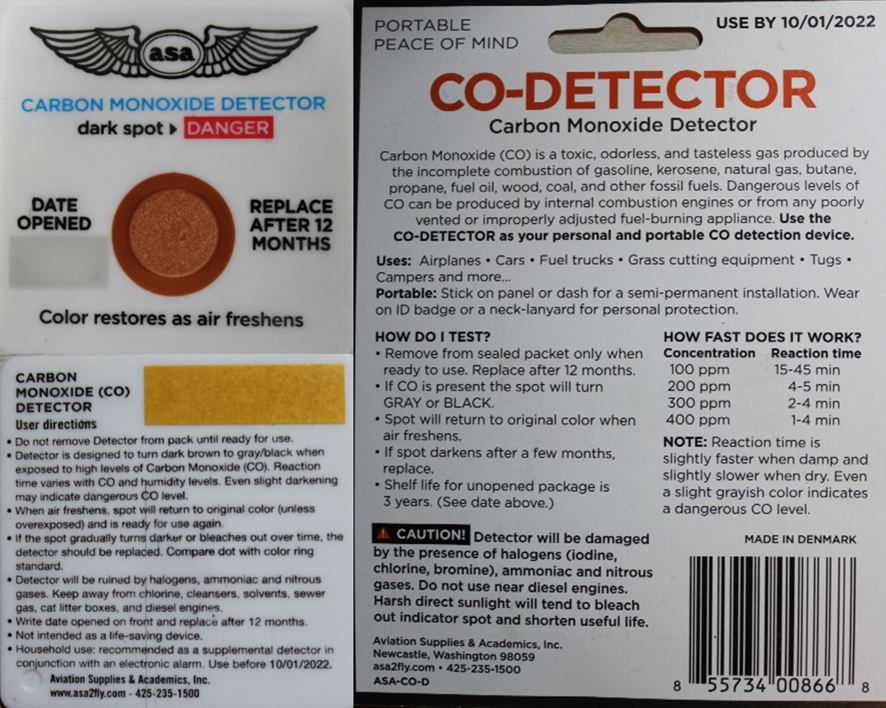 asa
CARBON MONOXIDE DETECTOR
dark spot ▸ DANGER
DATE
OPENED
REPLACE
AFTER 12
MONTHS
Color restores as air freshens
CARBON
MONOXIDE (CO)
DETECTOR
User directions
• Do not remove Detector from pack until ready for use.
• Detector is designed to turn dark brown to gray/black when
exposed to high levels of Carbon Monoxide (CO). Reaction
time varies with CO and humidity levels. Even slight darkening
may indicate dangerous CO level.
• When air freshens, spot will return to original color (unless
overexposed) and is ready for use again.
• If the spot gradually turns darker or bleaches out over time, the
detector should be replaced. Compare dot with color ring
standard.
• Detector will be ruined by halogens, ammoniac and nitrous
gases. Keep away from chlorine, cleansers, solvents, sewer
gas, cat litter boxes, and diesel engines.
• Write date opened on front and replace after 12 months.
• Not intended as a life-saving device.
• Household use: recommended as a supplemental detector in
conjunction with an electronic alarm. Use before 10/01/2022.
Aviation Supplies & Academics, Inc.
www.asa2fly.com - 425-235-1500
PORTABLE
PEACE OF MIND
USE BY 10/01/2022
CO-DETECTOR
Carbon Monoxide Detector
Carbon Monoxide (CO) is a toxic, odorless, and tasteless gas produced by
the incomplete combustion of gasoline, kerosene, natural gas, butane,
propane, fuel oil, wood, coal, and other fossil fuels. Dangerous levels of
CO can be produced by internal combustion engines or from any poorly
vented or improperly adjusted fuel-burning appliance. Use the
CO-DETECTOR as your personal and portable CO detection device.
Uses: Airplanes • Cars • Fuel trucks • Grass cutting equipment • Tugs •
Campers and more...
Portable: Stick on panel or dash for a semi-permanent installation. Wear
on ID badge or a neck-lanyard for personal protection.
HOW DO I TEST?
• Remove from sealed packet only when
ready to use. Replace after 12 months.
• If CO is present the spot will turn
GRAY or BLACK.
• Spot will return to original color when
air freshens.
• If spot darkens after a few months,
replace.
• Shelf life for unopened package is
3 years. (See date above.)
HOW FAST DOES IT WORK?
Concentration Reaction time
100 ppm 15-45 min
200 ppm 4-5 min
300 ppm 2-4 min
400 ppm 1-4 min
NOTE: Reaction time is
slightly faster when damp and
slightly slower when dry. Even
a slight grayish color indicates
a dangerous CO level.
CAUTION! Detector will be damaged
by the presence of halogens (iodine,
chlorine, bromine), ammoniac and nitrous
gases. Do not use near diesel engines.
Harsh direct sunlight will tend to bleach
out indicator spot and shorten useful life.
Aviation Supplies & Academics, Inc.
Newcastle, Washington 98059
asa2fly.com • 425-235-1500
ASA-CO-D
MADE IN DENMARK
8 55734 00866 8